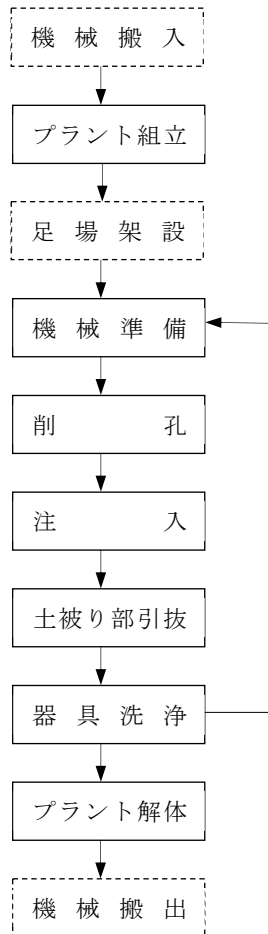 機械搬入
プラント組立
足場架設
機械準備
削孔
注入
土被り部引抜
器具洗浄
プラント解体
機械搬出